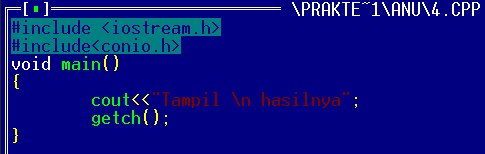 [▪] \PRAKTE~1\ANU\4.CPP
#include <iostream.h>
#include<conio.h>
void main()
{
        cout<<"Tampil \n hasilnya";
        getch();
}